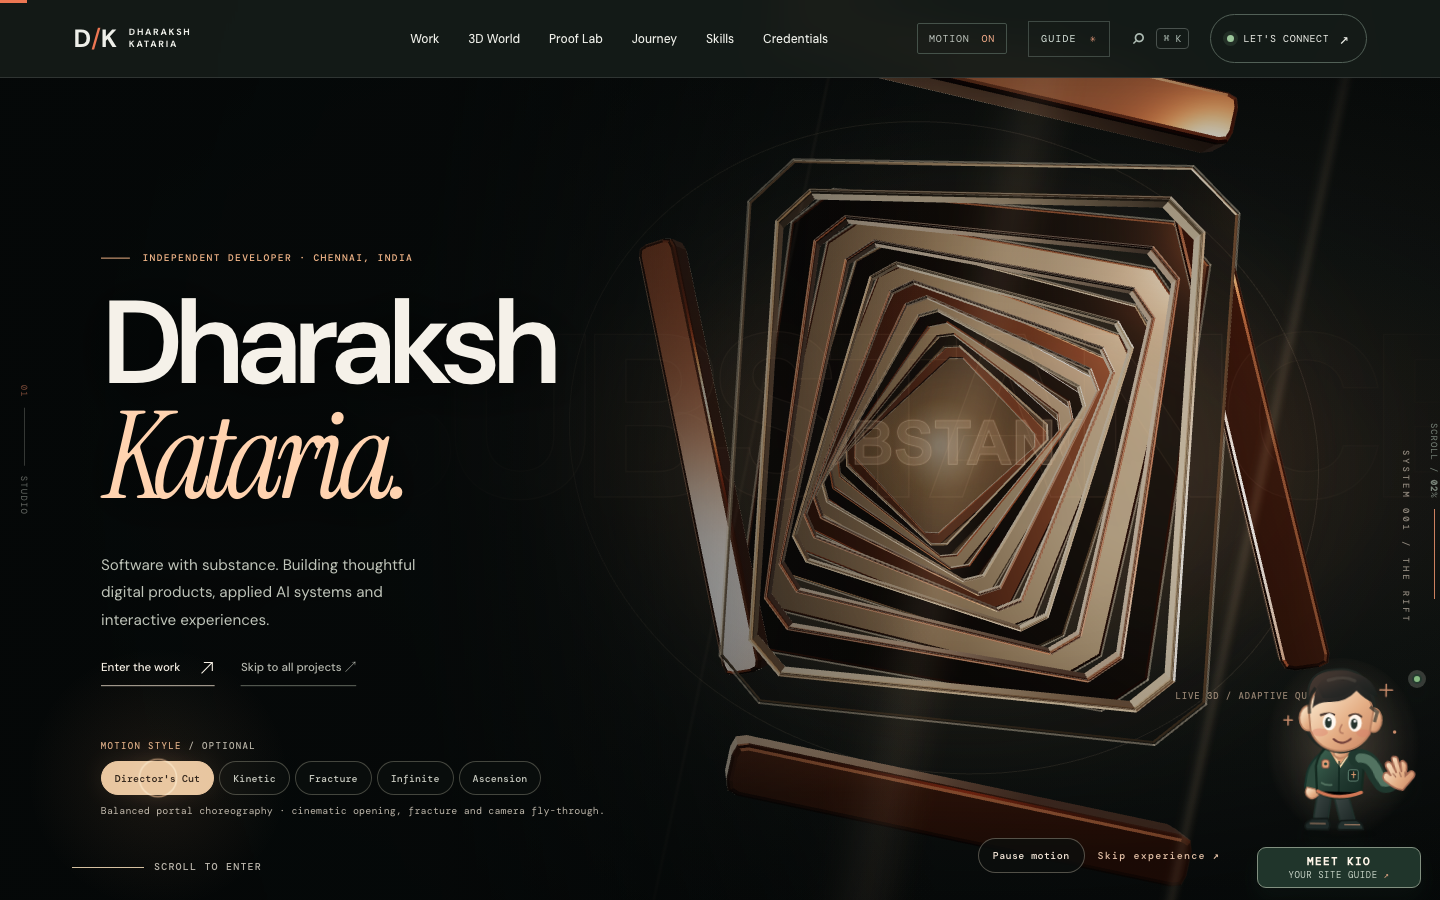 D/K
DHARAKSH
KATARIA
Work
3D World
Proof Lab
Journey
Skills
Credentials
MOTION ON
GUIDE ✳
⌘ K
LET'S CONNECT ↗
INDEPENDENT DEVELOPER · CHENNAI, INDIA
Dharaksh
Kataria.
01
STUDIO
BSTAN
SCROLL / 02%
SYSTEM 001 / THE RIFT
Software with substance. Building thoughtful
digital products, applied AI systems and
interactive experiences.
Enter the work ↗
Skip to all projects ↗
LIVE 3D / ADAPTIVE QU
MOTION STYLE / OPTIONAL
Director's Cut
Kinetic
Fracture
Infinite
Ascension
Balanced portal choreography · cinematic opening, fracture and camera fly-through.
Pause motion
Skip experience ↗
SCROLL TO ENTER
MEET KIO
YOUR SITE GUIDE ↗